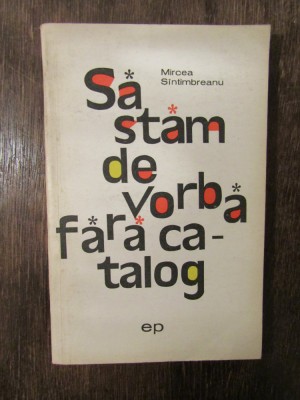 Mircea
Sîntimbreanu
Să
stăm
de
vorbă
fără ca-
talog
ep